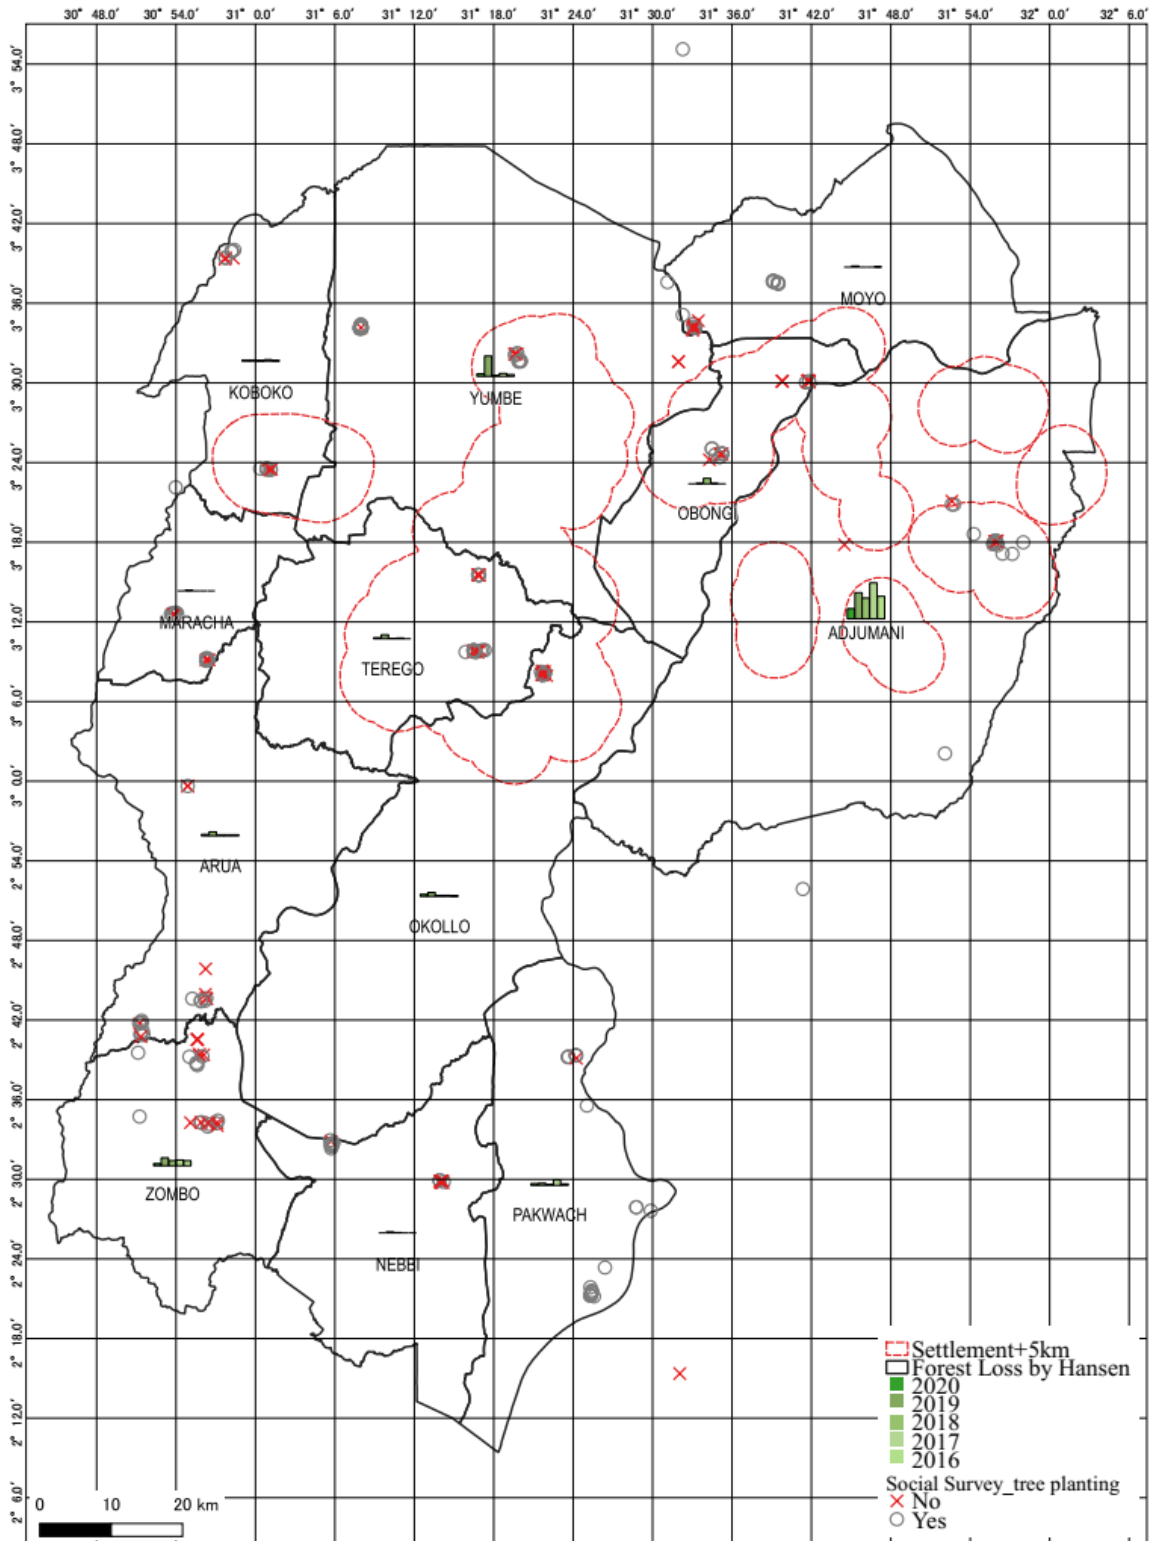 30° 48.0' 30° 54.0' 31° 0.0' 31° 6.0' 31° 12.0' 31° 18.0' 31° 24.0' 31° 30.0' 31° 36.0' 31° 42.0' 31° 48.0' 31° 54.0' 32° 0.0' 32° 6.0'
3° 54.0'
3° 48.0'
3° 42.0'
3° 36.0'
MOYO
3° 30.0'
KOBOKO
YUMBE
3° 24.0'
OBONGI
3° 18.0'
3° 12.0'
MARACHA
ADJUMANI
TEREGO
3° 6.0'
3° 0.0'
ARUA
2° 54.0'
OKOLLO
2° 48.0'
2° 42.0'
2° 36.0'
2° 30.0'
ZOMBO
PAKWACH
2° 24.0'
NEBBI
2° 18.0'
2° 12.0'
2° 6.0'
Settlement+5km
Forest Loss by Hansen
2020
2019
2018
2017
2016
Social Survey_tree planting
No
Yes
0 10 20 km